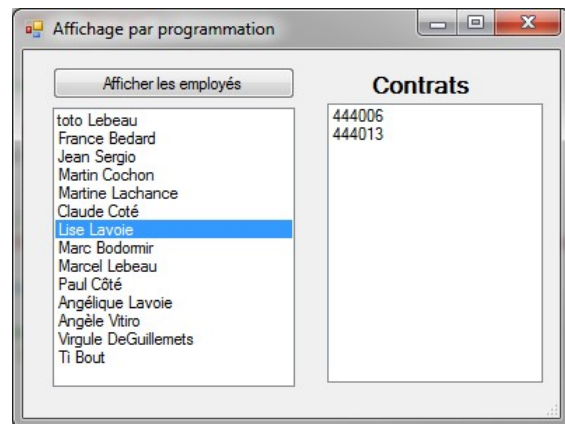 Affichage par programmation
Afficher les employés
Contrats
toto Lebeau
France Bedard
Jean Sergio
Martin Cochon
Martine Lachance
Claude Coté
Lise Lavoie
Marc Bodomir
Marcel Lebeau
Paul Côté
Angélique Lavoie
Angèle Vitiro
Virgule DeGuillemets
Ti Bout
444006
444013